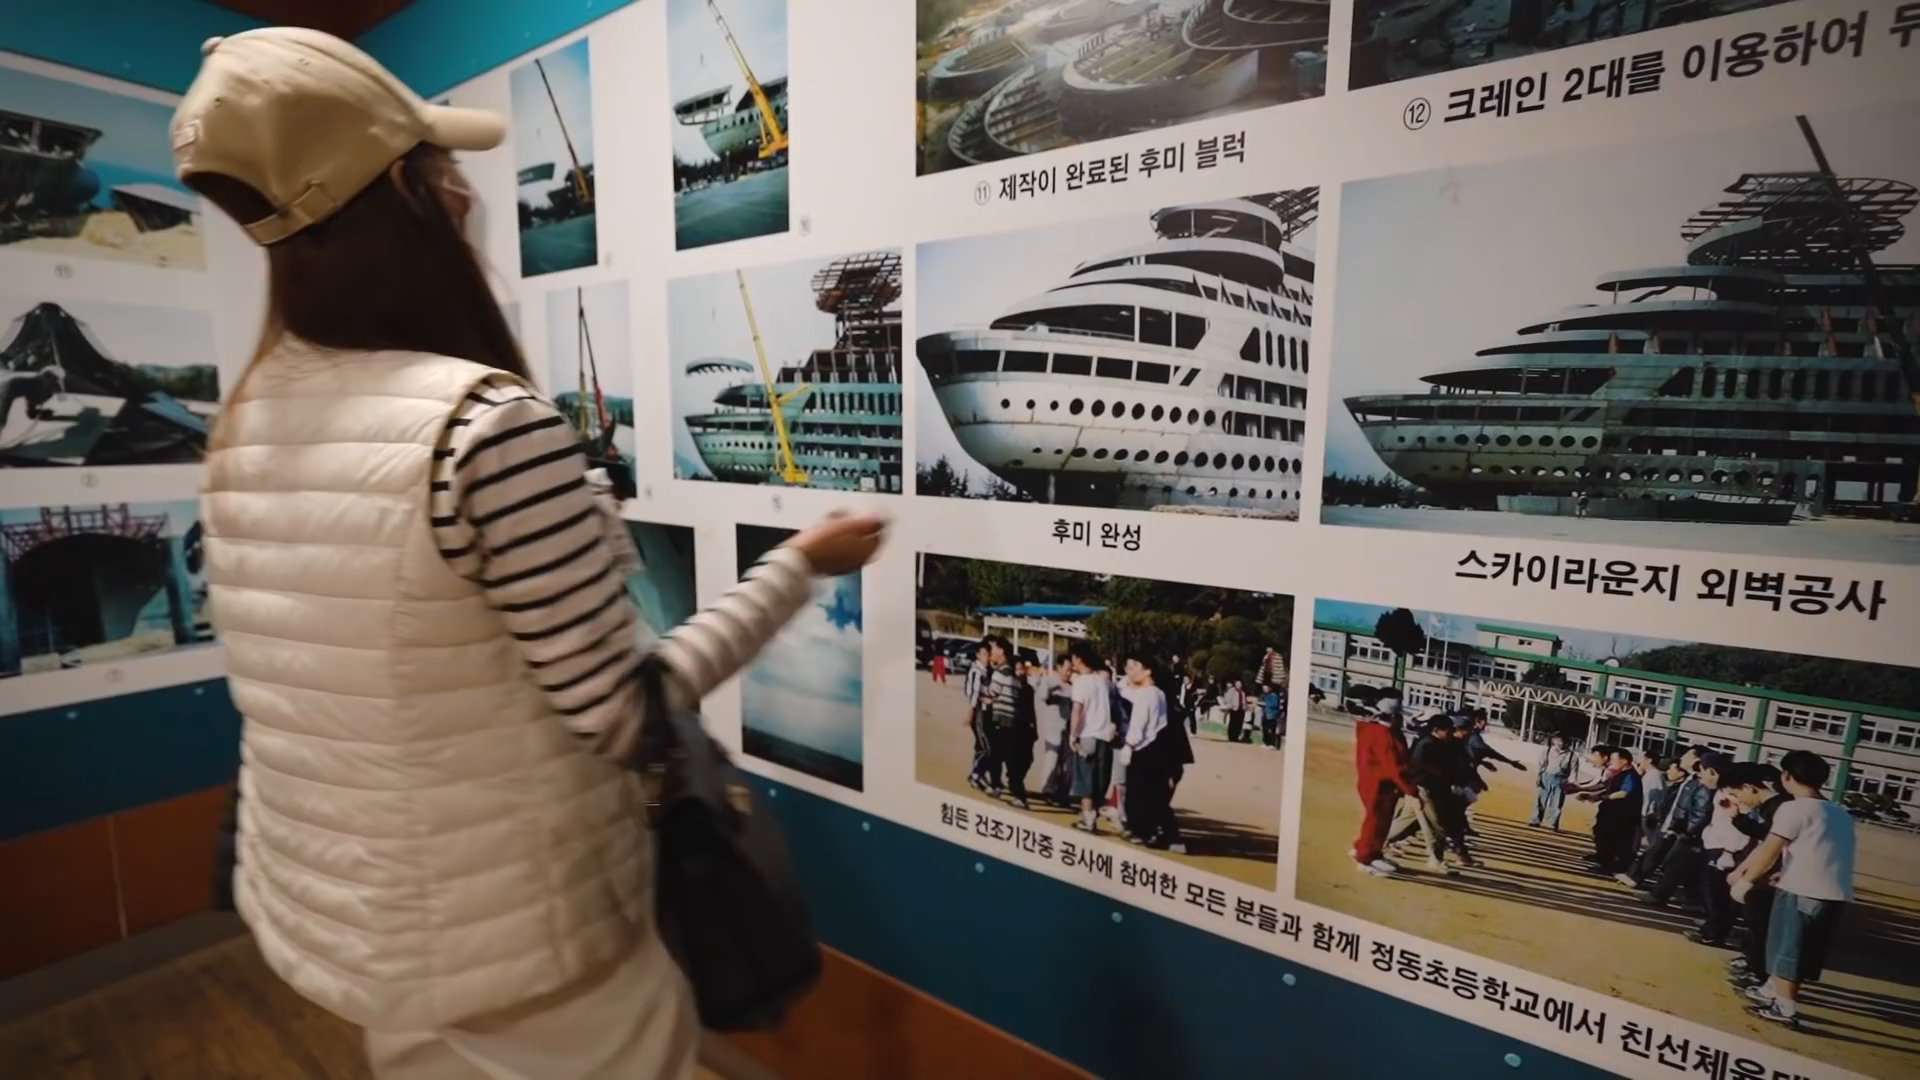 ⑫ 크레인 2대를 이용하여
⑪ 제작이 완료된 후미 블럭
후미 완성
스카이라운지 외벽공사
힘든 건조기간중 공사에 참여한 모든 분들과 함께 정동초등학교에서 친선체육대